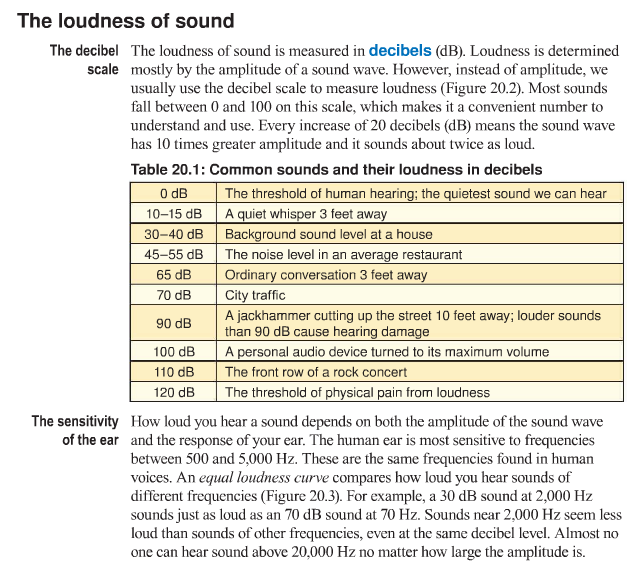 The loudness of sound
The decibel scale
The loudness of sound is measured in decibels (dB). Loudness is determined
mostly by the amplitude of a sound wave. However, instead of amplitude, we
usually use the decibel scale to measure loudness (Figure 20.2). Most sounds
fall between 0 and 100 on this scale, which makes it a convenient number to
understand and use. Every increase of 20 decibels (dB) means the sound wave
has 10 times greater amplitude and it sounds about twice as loud.
Table 20.1: Common sounds and their loudness in decibels
0 dB The threshold of human hearing; the quietest sound we can hear
10–15 dB A quiet whisper 3 feet away
30–40 dB Background sound level at a house
45–55 dB The noise level in an average restaurant
65 dB Ordinary conversation 3 feet away
70 dB City traffic
90 dB A jackhammer cutting up the street 10 feet away; louder sounds
than 90 dB cause hearing damage
100 dB A personal audio device turned to its maximum volume
110 dB The front row of a rock concert
120 dB The threshold of physical pain from loudness
The sensitivity of the ear
How loud you hear a sound depends on both the amplitude of the sound wave
and the response of your ear. The human ear is most sensitive to frequencies
between 500 and 5,000 Hz. These are the same frequencies found in human
voices. An equal loudness curve compares how loud you hear sounds of
different frequencies (Figure 20.3). For example, a 30 dB sound at 2,000 Hz
sounds just as loud as an 70 dB sound at 70 Hz. Sounds near 2,000 Hz seem less
loud than sounds of other frequencies, even at the same decibel level. Almost no
one can hear sound above 20,000 Hz no matter how large the amplitude is.